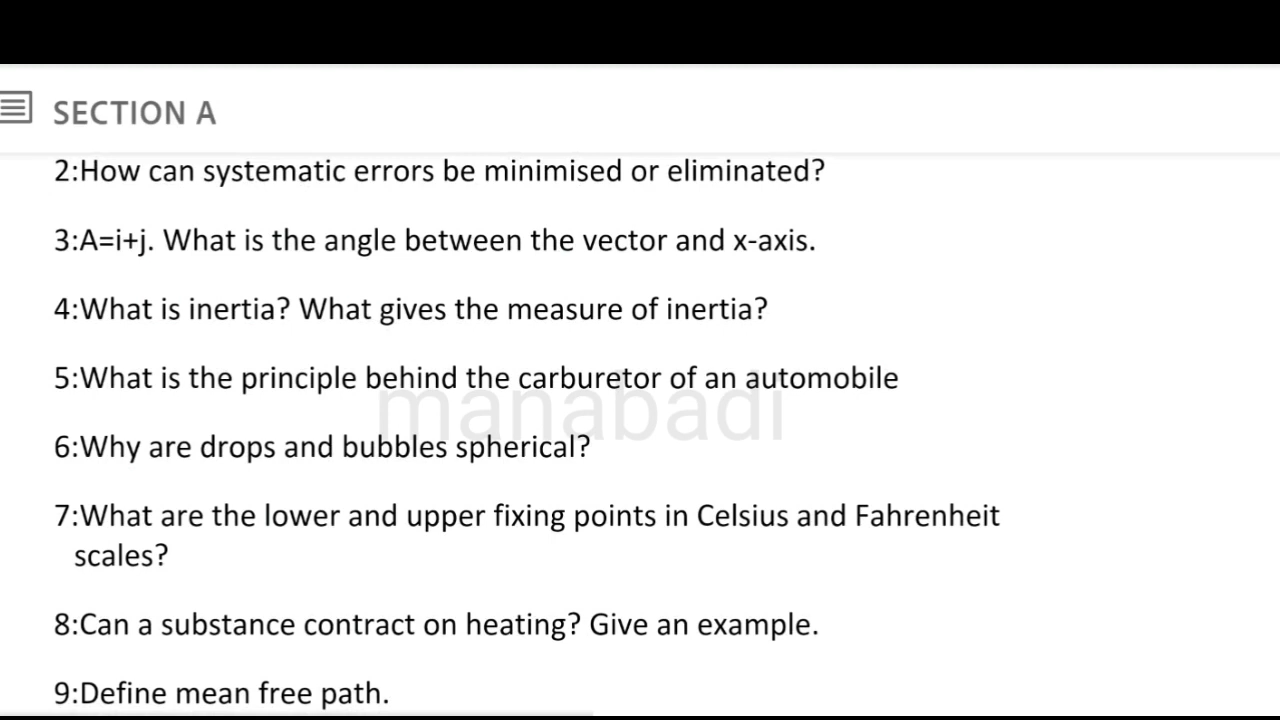 SECTION A
2:How can systematic errors be minimised or eliminated?
3:A=i+j. What is the angle between the vector and x-axis.
4:What is inertia? What gives the measure of inertia?
5:What is the principle behind the carburetor of an automobile
manabadi
6:Why are drops and bubbles spherical?
7:What are the lower and upper fixing points in Celsius and Fahrenheit
scales?
8:Can a substance contract on heating? Give an example.
9:Define mean free path.